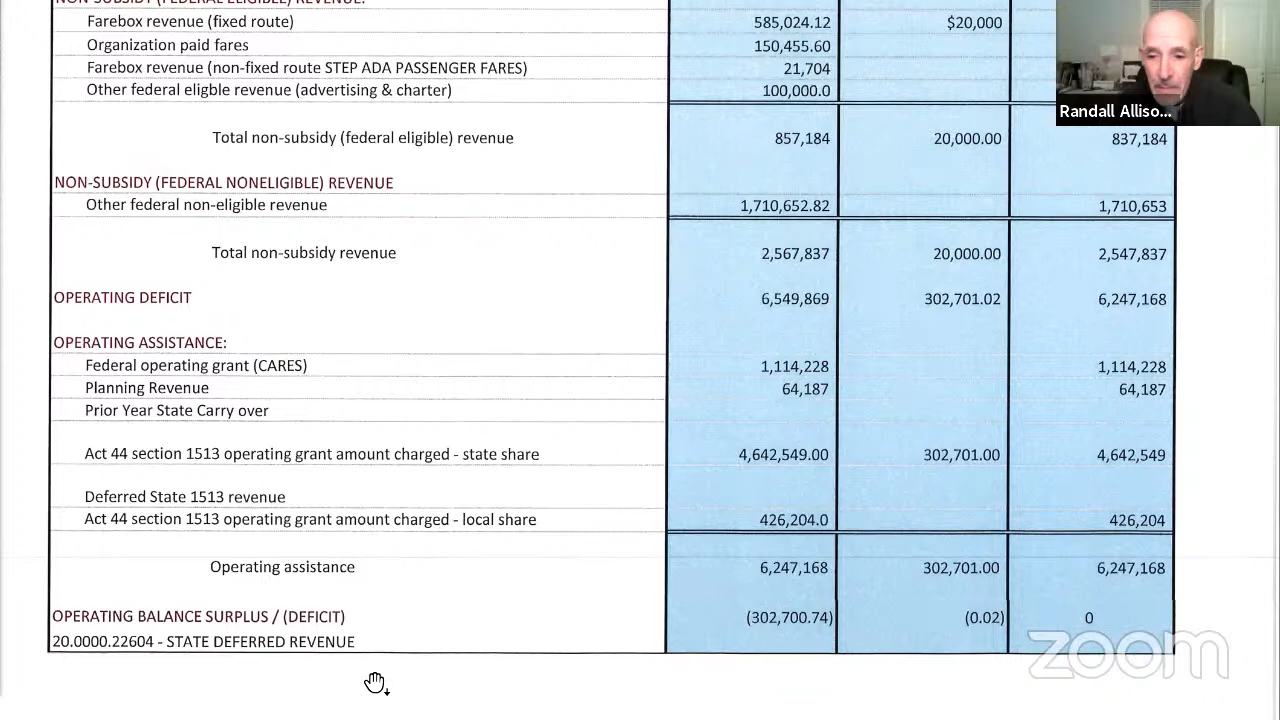 NON-SUBSIDY (FEDERAL ELIGIBLE) REVENUE:
Farebox revenue (fixed route) 585,024.12 $20,000
Organization paid fares 150,455.60
Farebox revenue (non-fixed route STEP ADA PASSENGER FARES) 21,704
Other federal eligble revenue (advertising & charter) 100,000.0
Randall Alliso...
Total non-subsidy (federal eligible) revenue 857,184 20,000.00 837,184
NON-SUBSIDY (FEDERAL NONELIGIBLE) REVENUE
Other federal non-eligible revenue 1,710,652.82 1,710,653
Total non-subsidy revenue 2,567,837 20,000.00 2,547,837
OPERATING DEFICIT 6,549,869 302,701.02 6,247,168
OPERATING ASSISTANCE:
Federal operating grant (CARES) 1,114,228 1,114,228
Planning Revenue 64,187 64,187
Prior Year State Carry over
Act 44 section 1513 operating grant amount charged - state share 4,642,549.00 302,701.00 4,642,549
Deferred State 1513 revenue
Act 44 section 1513 operating grant amount charged - local share 426,204.0 426,204
Operating assistance 6,247,168 302,701.00 6,247,168
OPERATING BALANCE SURPLUS / (DEFICIT) (302,700.74) (0.02) 0
20.0000.22604 - STATE DEFERRED REVENUE
zoom